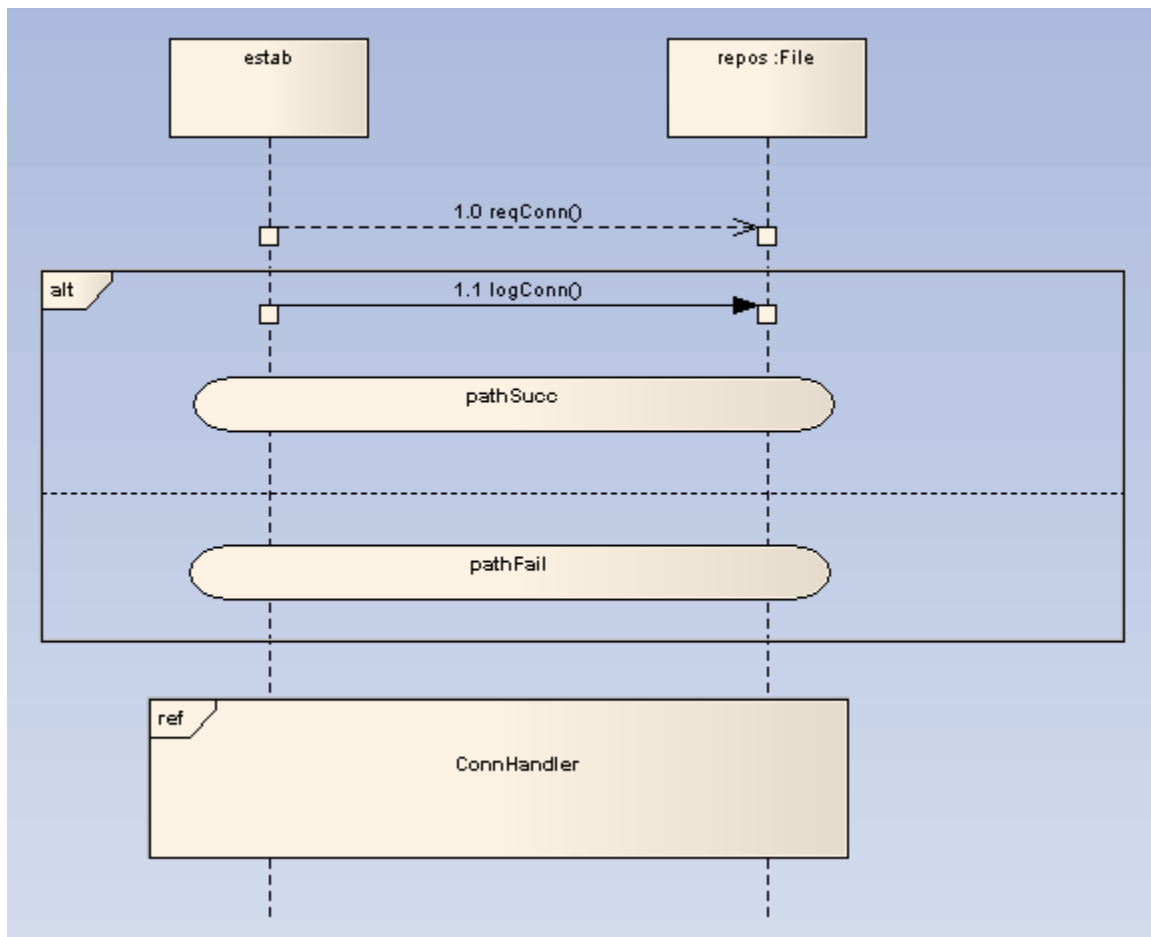 estab
repos :File
1.0 reqConn()
alt
1.1 logConn()
pathSucc
pathFail
ref
ConnHandler